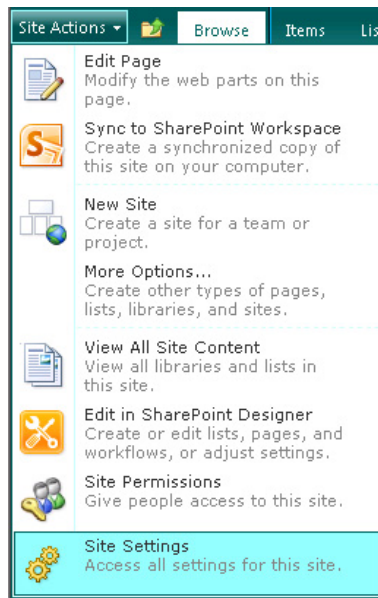 Site Actions Browse Items
Edit Page
Modify the web parts on this
page.
Sync to SharePoint Workspace
Create a synchronized copy of
this site on your computer.
New Site
Create a site for a team or
project.
More Options...
Create other types of pages,
lists, libraries, and sites.
View All Site Content
View all libraries and lists in
this site.
Edit in SharePoint Designer
Create or edit lists, pages, and
workflows, or adjust settings.
Site Permissions
Give people access to this site.
Site Settings
Access all settings for this site.